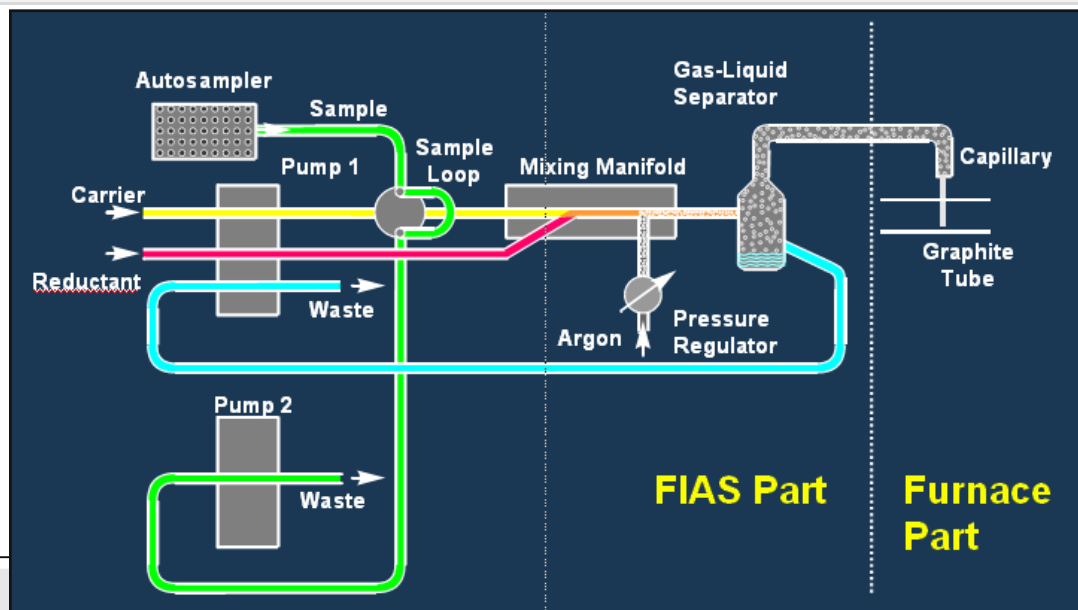 Autosampler
Sample
Gas-Liquid
Separator
Pump 1
Sample
Loop
Mixing Manifold
Capillary
Carrier
Reductant
Waste
Argon
Pressure
Regulator
Graphite
Tube
Pump 2
Waste
FIAS Part
Furnace
Part